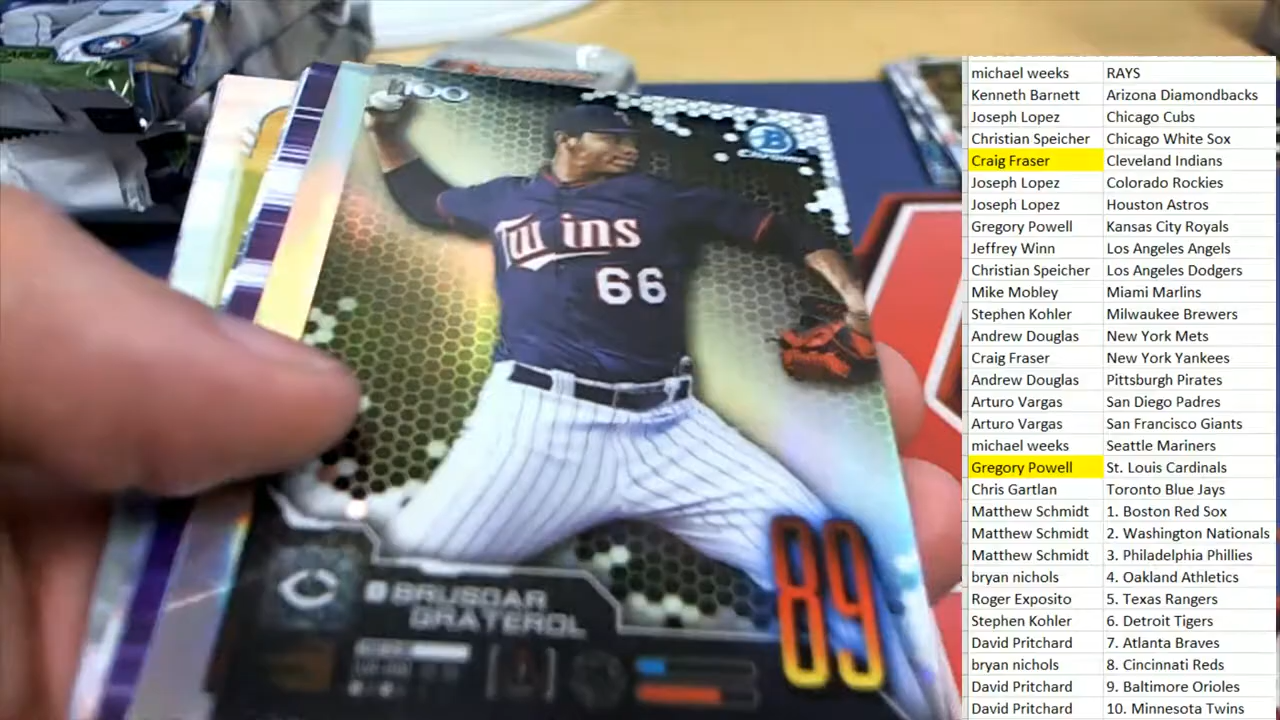 100
Chrome
Twins
66
BRUSDAR
GRATEROL
89
michael weeks RAYS
Kenneth Barnett Arizona Diamondbacks
Joseph Lopez Chicago Cubs
Christian Speicher Chicago White Sox
Craig Fraser Cleveland Indians
Joseph Lopez Colorado Rockies
Joseph Lopez Houston Astros
Gregory Powell Kansas City Royals
Jeffrey Winn Los Angeles Angels
Christian Speicher Los Angeles Dodgers
Mike Mobley Miami Marlins
Stephen Kohler Milwaukee Brewers
Andrew Douglas New York Mets
Craig Fraser New York Yankees
Andrew Douglas Pittsburgh Pirates
Arturo Vargas San Diego Padres
Arturo Vargas San Francisco Giants
michael weeks Seattle Mariners
Gregory Powell St. Louis Cardinals
Chris Gartlan Toronto Blue Jays
Matthew Schmidt 1. Boston Red Sox
Matthew Schmidt 2. Washington Nationals
Matthew Schmidt 3. Philadelphia Phillies
bryan nichols 4. Oakland Athletics
Roger Exposito 5. Texas Rangers
Stephen Kohler 6. Detroit Tigers
David Pritchard 7. Atlanta Braves
bryan nichols 8. Cincinnati Reds
David Pritchard 9. Baltimore Orioles
David Pritchard 10. Minnesota Twins